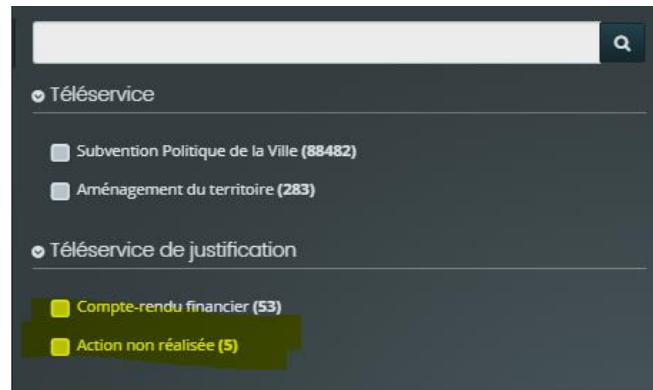 Téléservice
Subvention Politique de la Ville (88482)
Aménagement du territoire (283)
Téléservice de justification
Compte-rendu financier (53)
Action non réalisée (5)